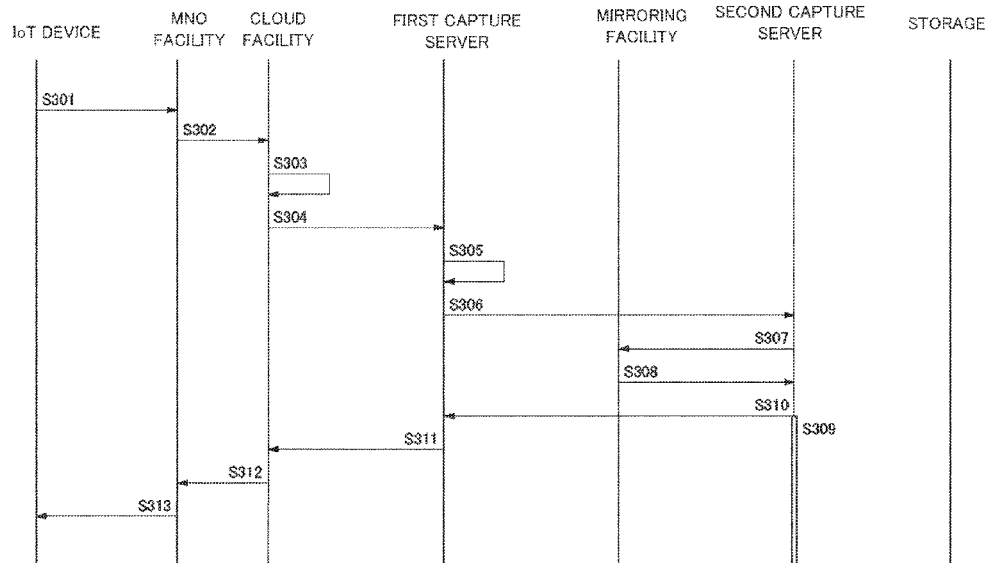 IoT DEVICE
MNO
FACILITY
CLOUD
FACILITY
FIRST CAPTURE
SERVER
MIRRORING
FACILITY
SECOND CAPTURE
SERVER
STORAGE
S301
S302
S303
S304
S305
S306
S307
S308
S310
S309
S311
S312
S313